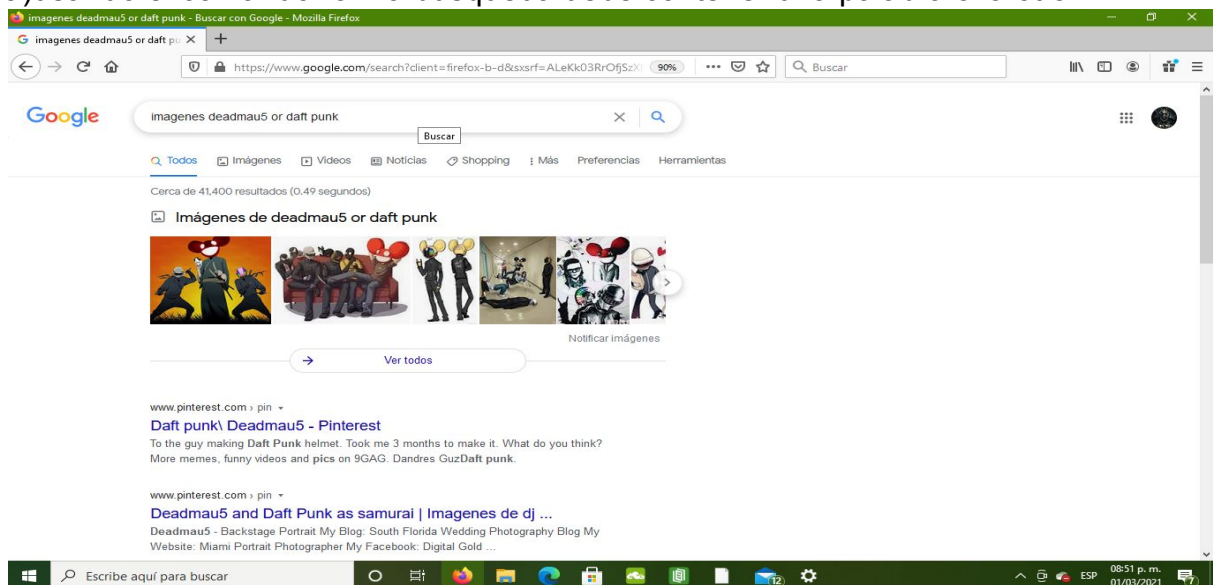 imagenes deadmau5 or daft punk - Buscar con Google - Mozilla Firefox
imagenes deadmau5 or daft pu
https://www.google.com/search?client=firefox-b-d&sxsrf=ALeKk03RrOfjSzX 90% Buscar
Google imagenes deadmau5 or daft punk
Buscar
Todos Imágenes Videos Noticias Shopping Más Preferencias Herramientas
Cerca de 41,400 resultados (0.49 segundos)
Imágenes de deadmau5 or daft punk
Notificar imágenes
Ver todos
www.pinterest.com › pin
Daft punk\ Deadmau5 - Pinterest
To the guy making Daft Punk helmet. Took me 3 months to make it. What do you think?
More memes, funny videos and pics on 9GAG. Dandres GuzDaft punk.
www.pinterest.com › pin
Deadmau5 and Daft Punk as samurai | Imagenes de dj ...
Deadmau5 - Backstage Portrait My Blog: South Florida Wedding Photography Blog My
Website: Miami Portrait Photographer My Facebook: Digital Gold ...
Escribe aquí para buscar 12 ESP 08:51 p. m.
01/03/2021 7